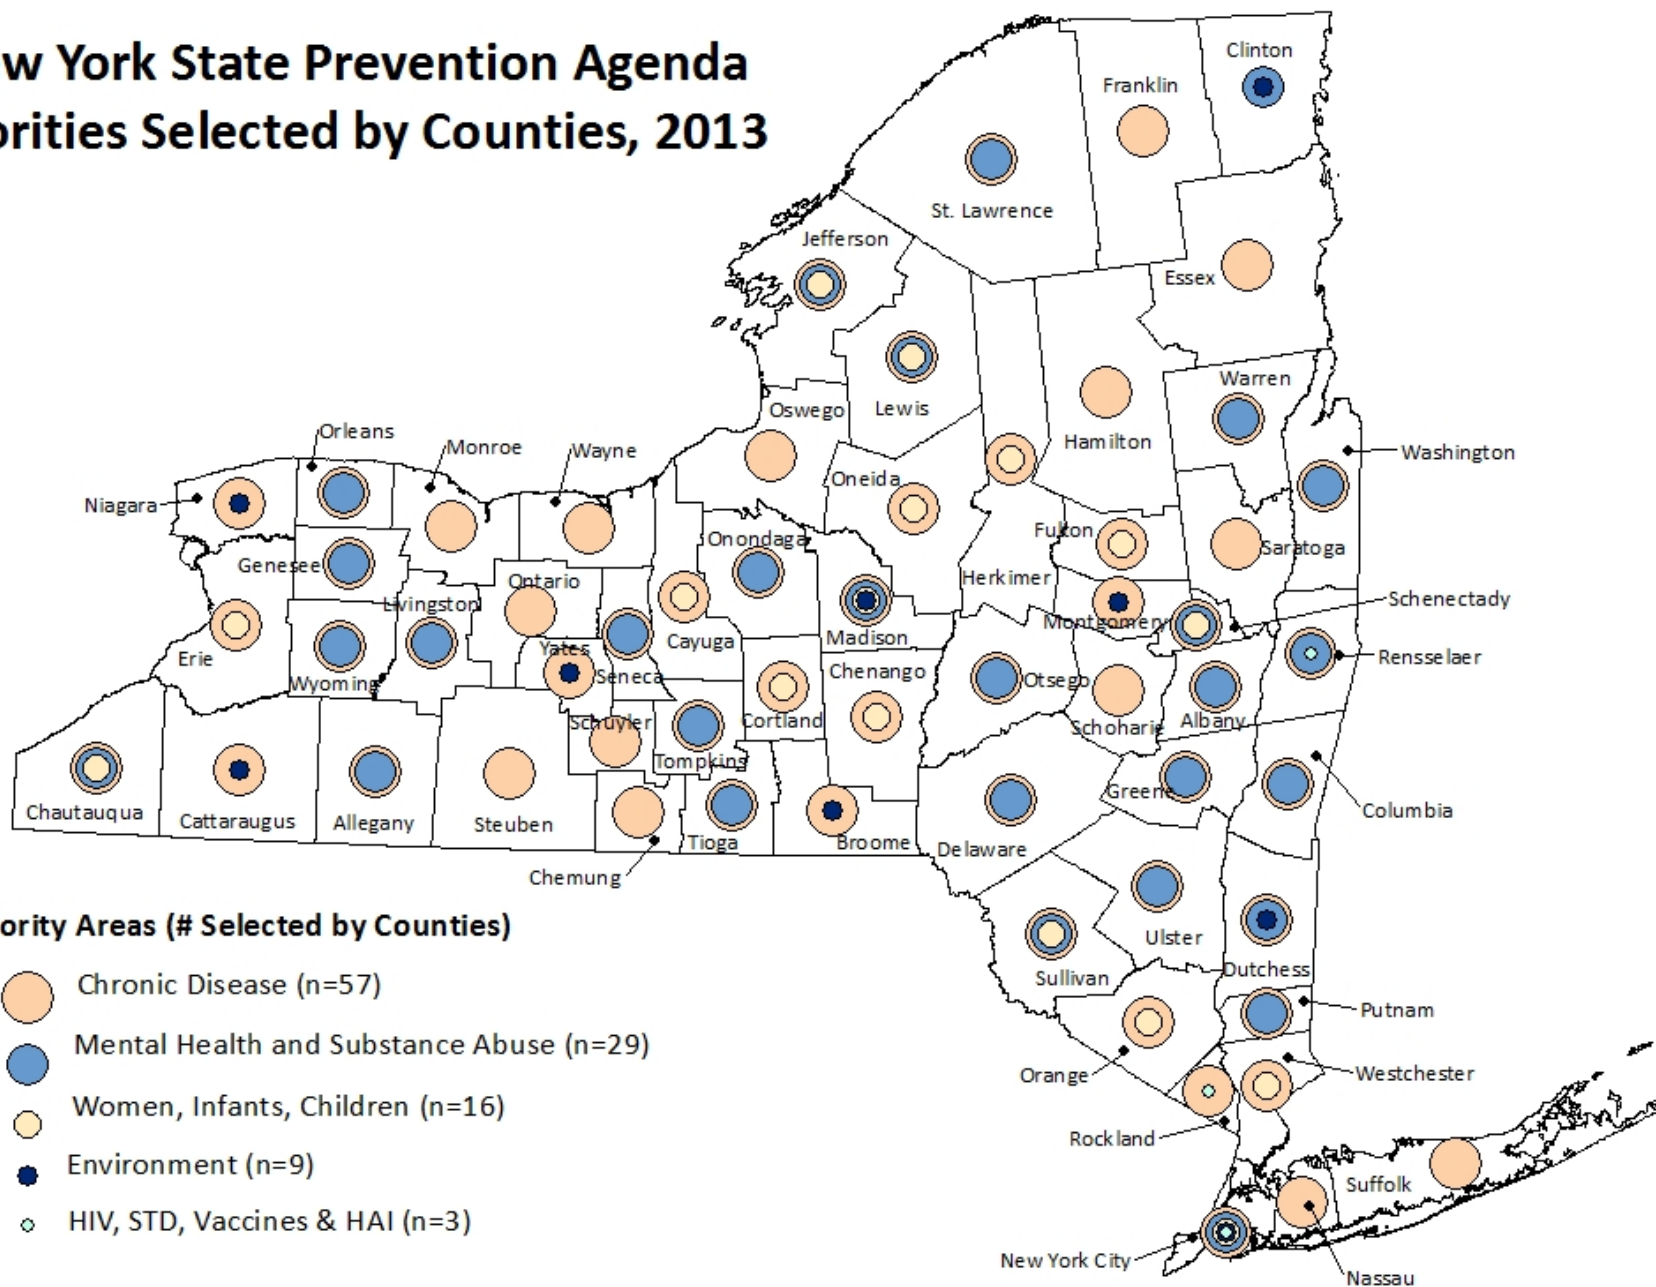 w York State Prevention Agenda
orities Selected by Counties, 2013
Clinton
Franklin
St. Lawrence
Jefferson
Essex
Warren
Oswego
Lewis
Hamilton
Orleans
Monroe
Wayne
Washington
Oneida
Niagara
Fulton
Onondaga
Saratoga
Genesee
Ontario
Herkimer
Livingston
Schenectady
Montgomery
Madison
Cayuga
Erie
Yates
Seneca
Rensselaer
Chenango
Wyoming
Otsego
Schuyler
Cortland
Schoharie
Albany
Tompkins
Greene
Chautauqua
Cattaraugus
Allegany
Steuben
Columbia
Tioga
Broome
Delaware
Chemung
ority Areas (# Selected by Counties)
Ulster
Dutchess
Sullivan
Chronic Disease (n=57)
Putnam
Mental Health and Substance Abuse (n=29)
Orange
Westchester
Women, Infants, Children (n=16)
Rockland
Environment (n=9)
Suffolk
HIV, STD, Vaccines & HAI (n=3)
New York City
Nassau